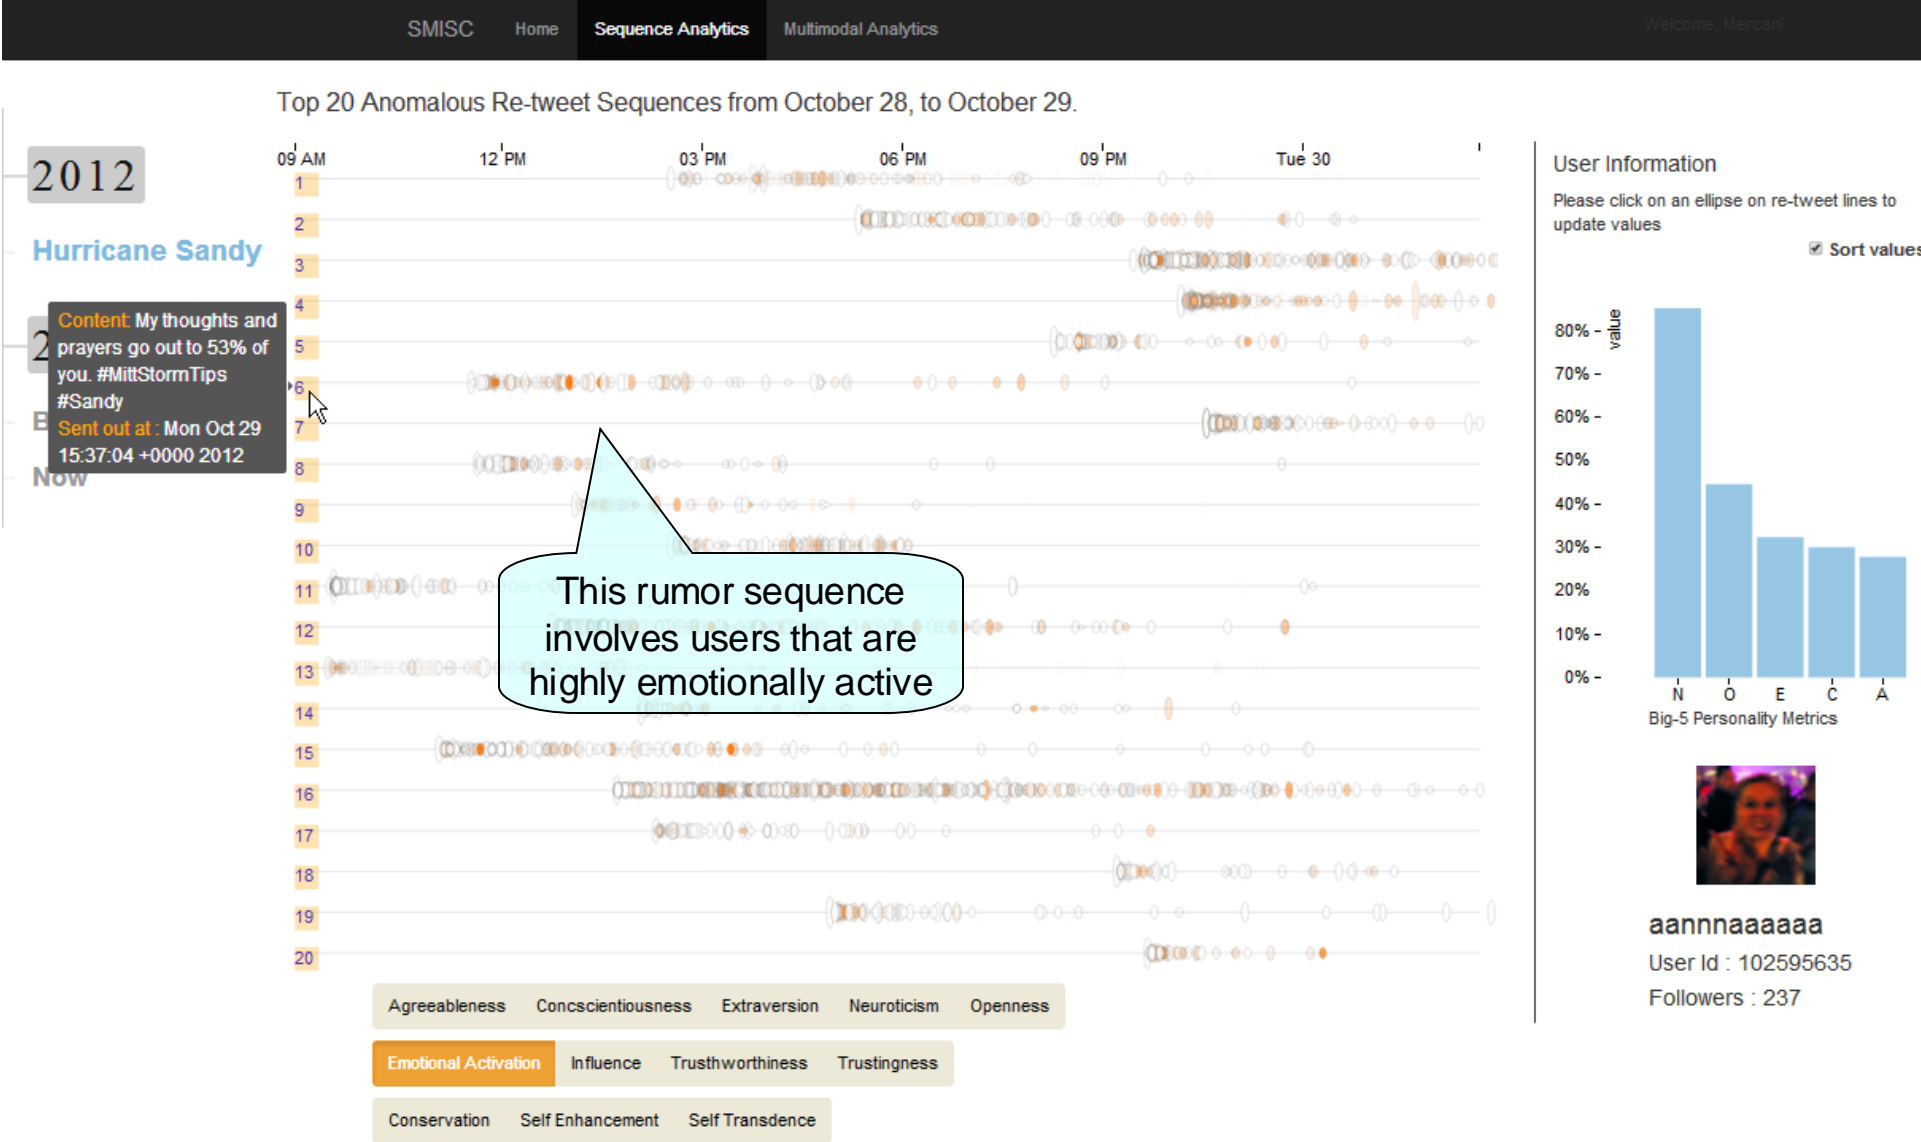 SMISC Home Sequence Analytics Multimodal Analytics Welcome, Mercan!
Top 20 Anomalous Re-tweet Sequences from October 28, to October 29.
09 AM 12 PM 03 PM 06 PM 09 PM Tue 30
2012
Hurricane Sandy
2
B
Now
Content: My thoughts and
prayers go out to 53% of
you. #MittStormTips
#Sandy
Sent out at : Mon Oct 29
15:37:04 +0000 2012
1
2
3
4
5
6
7
8
9
10
11
12
13
14
15
16
17
18
19
20
This rumor sequence
involves users that are
highly emotionally active
Agreeableness Concscientiousness Extraversion Neuroticism Openness
Emotional Activation Influence Trusthworthiness Trustingness
Conservation Self Enhancement Self Transdence
User Information
Please click on an ellipse on re-tweet lines to
update values
Sort values
value
80%
70%
60%
50%
40%
30%
20%
10%
0%
N O E C A
Big-5 Personality Metrics
aannnaaaaaa
User Id : 102595635
Followers : 237